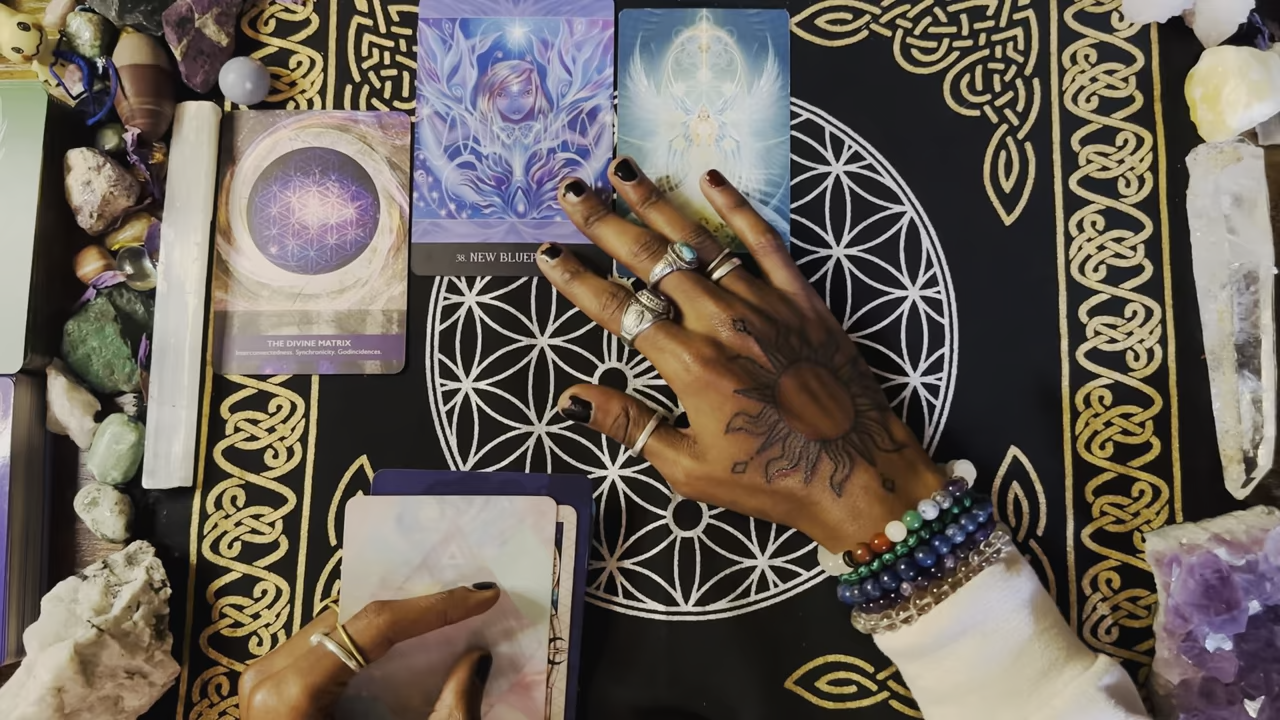 THE DIVINE MATRIX
Interconnectedness. Synchronicity. Godincidences.
38. NEW BLUEP